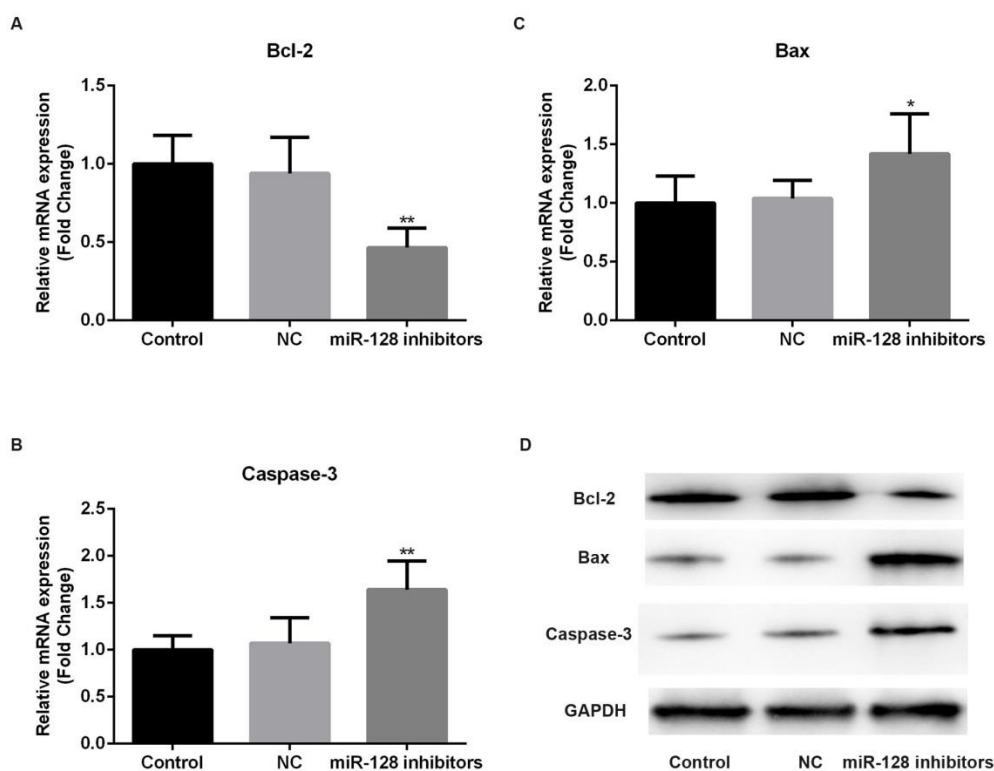 A
Bcl-2
Relative mRNA expression
(Fold Change)
1.5
1.0
0.5
0.0
**
Control
NC
miR-128 inhibitors
C
Bax
Relative mRNA expression
(Fold Change)
2.0
1.5
1.0
0.5
0.0
*
Control
NC
miR-128 inhibitors
B
Caspase-3
Relative mRNA expression
(Fold Change)
2.5
2.0
1.5
1.0
0.5
0.0
**
Control
NC
miR-128 inhibitors
D
Bcl-2
Bax
Caspase-3
GAPDH
Control
NC
miR-128 inhibitors